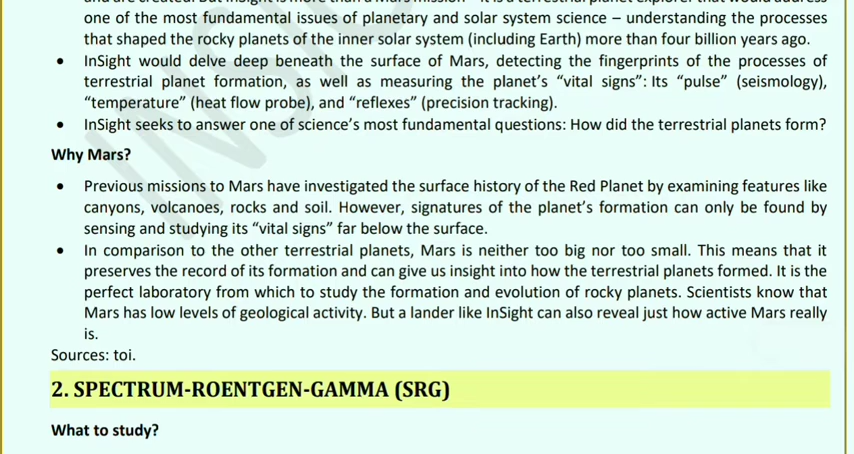 one of the most fundamental issues of planetary and solar system science – understanding the processes
that shaped the rocky planets of the inner solar system (including Earth) more than four billion years ago.
• InSight would delve deep beneath the surface of Mars, detecting the fingerprints of the processes of
terrestrial planet formation, as well as measuring the planet’s “vital signs”: Its “pulse” (seismology),
“temperature” (heat flow probe), and “reflexes” (precision tracking).
• InSight seeks to answer one of science’s most fundamental questions: How did the terrestrial planets form?
Why Mars?
• Previous missions to Mars have investigated the surface history of the Red Planet by examining features like
canyons, volcanoes, rocks and soil. However, signatures of the planet’s formation can only be found by
sensing and studying its “vital signs” far below the surface.
• In comparison to the other terrestrial planets, Mars is neither too big nor too small. This means that it
preserves the record of its formation and can give us insight into how the terrestrial planets formed. It is the
perfect laboratory from which to study the formation and evolution of rocky planets. Scientists know that
Mars has low levels of geological activity. But a lander like InSight can also reveal just how active Mars really
is.
Sources: toi.
2. SPECTRUM-ROENTGEN-GAMMA (SRG)
What to study?